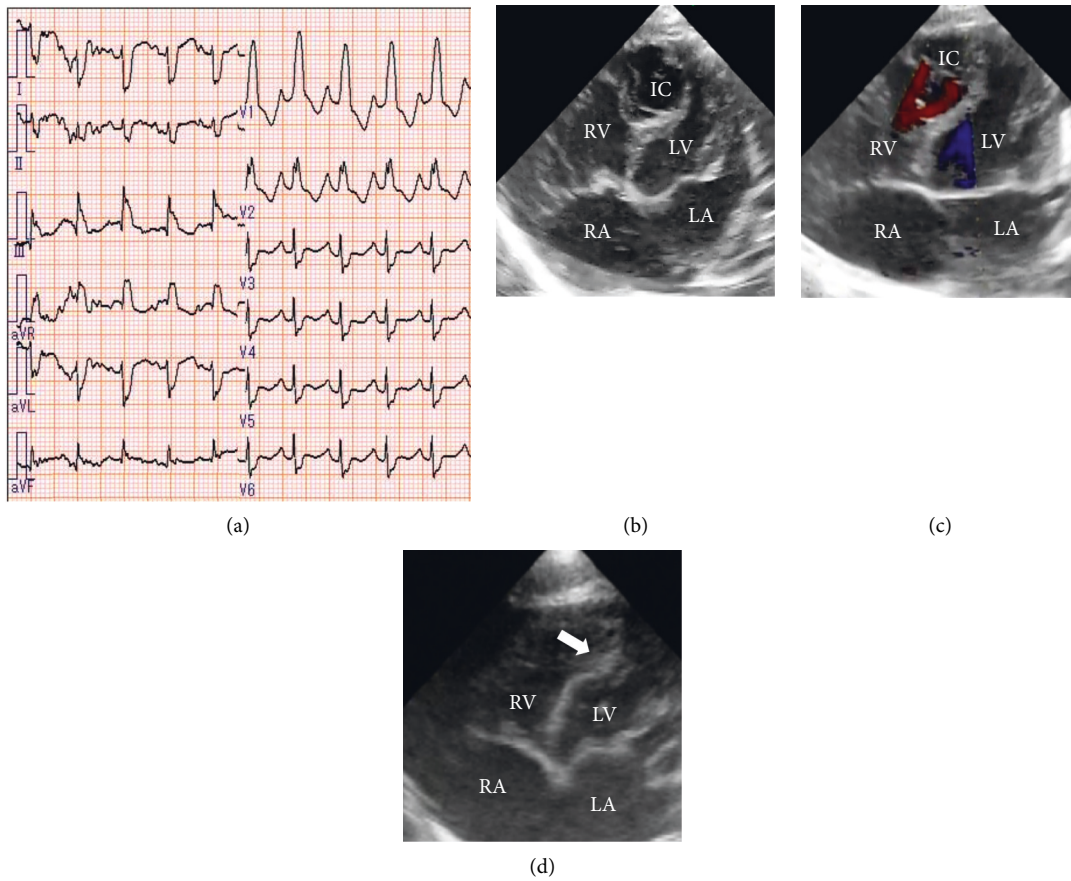 I
II
III
aVR
aVL
aVF
V1
V2
V3
V4
V5
V6
(a)
IC
RV
LV
RA
LA
(b)
IC
RV
LV
RA
LA
(c)
RV
LV
RA
LA
(d)